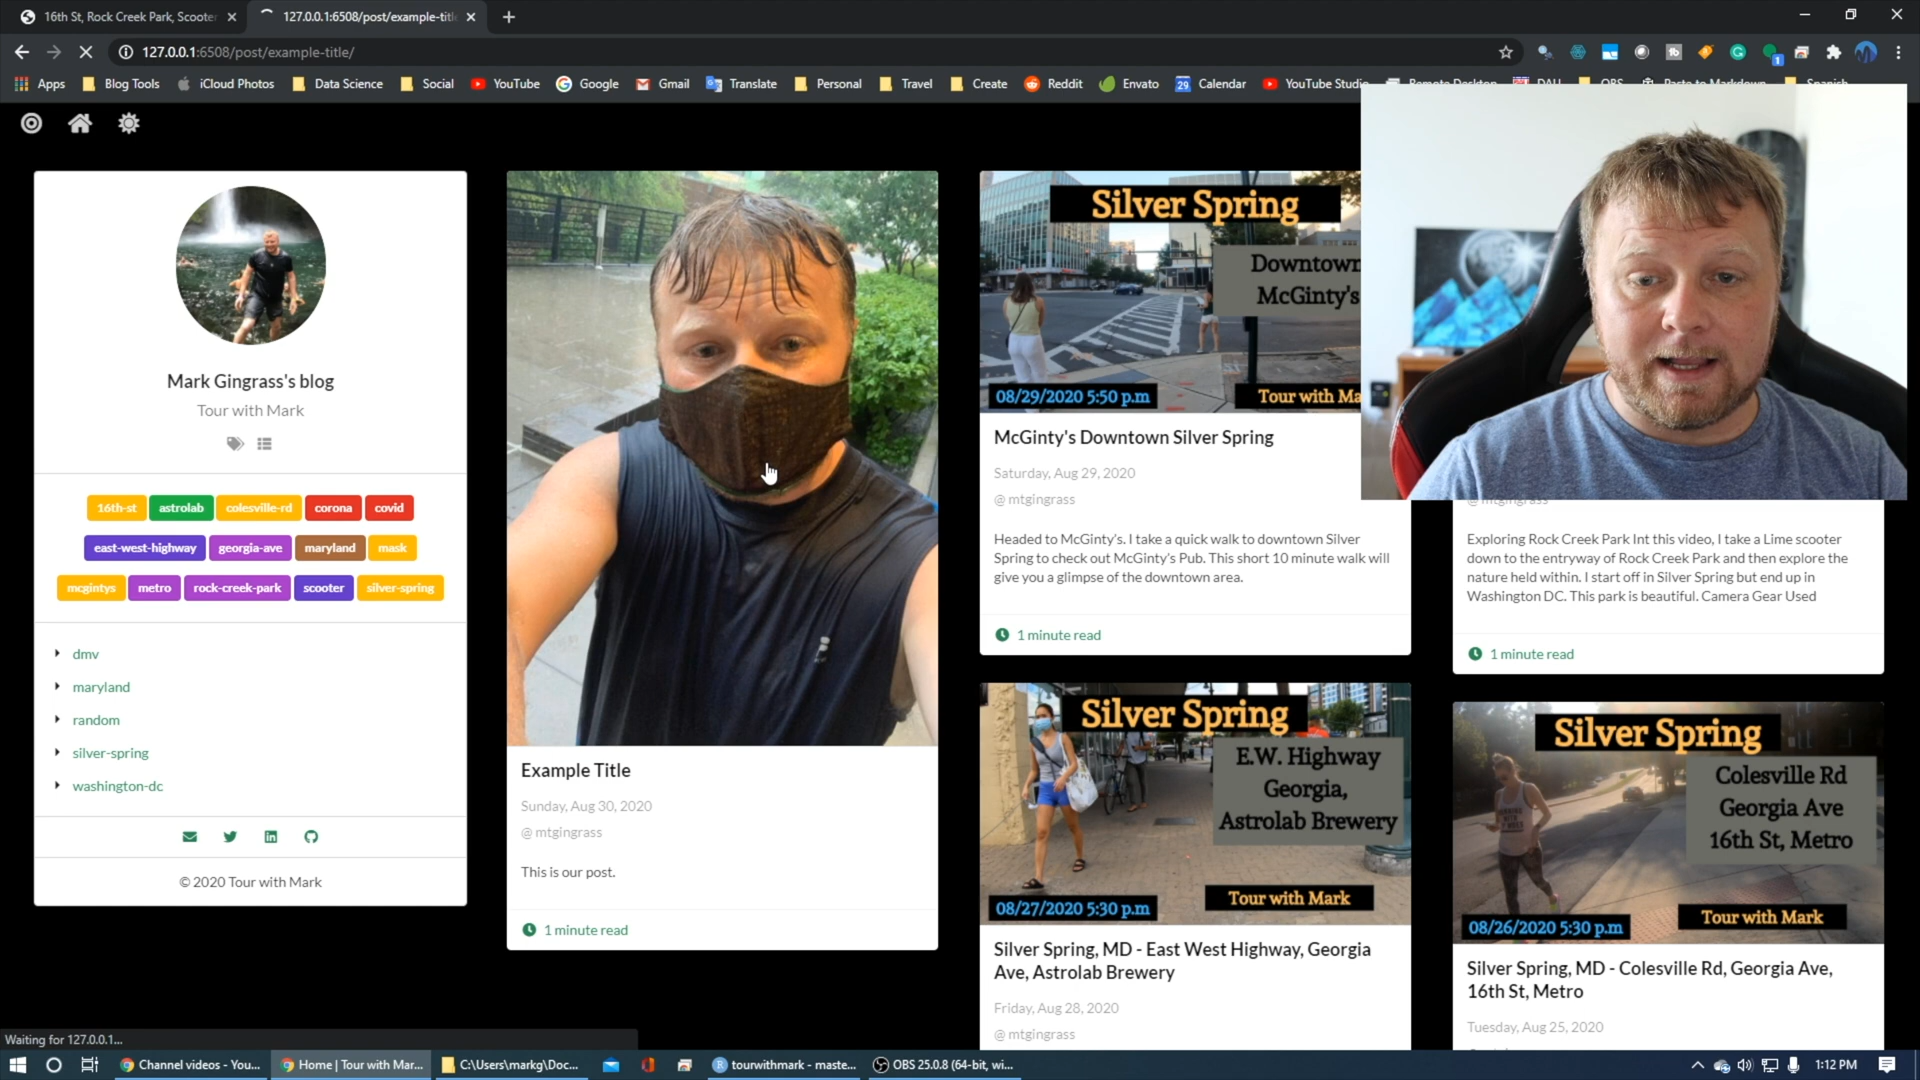 16th St, Rock Creek Park, Scooter
127.0.0.1:6508/post/example-titl
127.0.0.1:6508/post/example-title/
Apps Blog Tools iCloud Photos Data Science Social YouTube Google Gmail Translate Personal Travel Create Reddit Envato 29 Calendar YouTube Studio
Mark Gingrass's blog
Tour with Mark
16th-st astrolab colesville-rd corona covid
east-west-highway georgia-ave maryland mask
mcgintys metro rock-creek-park scooter silver-spring
dmv
maryland
random
silver-spring
washington-dc
© 2020 Tour with Mark
Example Title
Sunday, Aug 30, 2020
@ mtgingrass
This is our post.
1 minute read
Silver Spring
Downtown
McGinty's
08/29/2020 5:50 p.m
Tour with Ma
McGinty's Downtown Silver Spring
Saturday, Aug 29, 2020
@ mtgingrass
Headed to McGinty's. I take a quick walk to downtown Silver
Spring to check out McGinty's Pub. This short 10 minute walk will
give you a glimpse of the downtown area.
1 minute read
Silver Spring
E.W. Highway
Georgia,
Astrolab Brewery
08/27/2020 5:30 p.m
Tour with Mark
Silver Spring, MD - East West Highway, Georgia
Ave, Astrolab Brewery
Friday, Aug 28, 2020
@ mtgingrass
@ mtgingrass
Exploring Rock Creek Park Int this video, I take a Lime scooter
down to the entryway of Rock Creek Park and then explore the
nature held within. I start off in Silver Spring but end up in
Washington DC. This park is beautiful. Camera Gear Used
1 minute read
Silver Spring
Colesville Rd
Georgia Ave
16th St, Metro
08/26/2020 5:30 p.m
Tour with Mark
Silver Spring, MD - Colesville Rd, Georgia Ave,
16th St, Metro
Tuesday, Aug 25, 2020
Waiting for 127.0.0.1...
Channel videos - You... Home | Tour with Mar... C:\Users\markg\Doc... tourwithmark - maste... OBS 25.0.8 (64-bit, wi... 1:12 PM